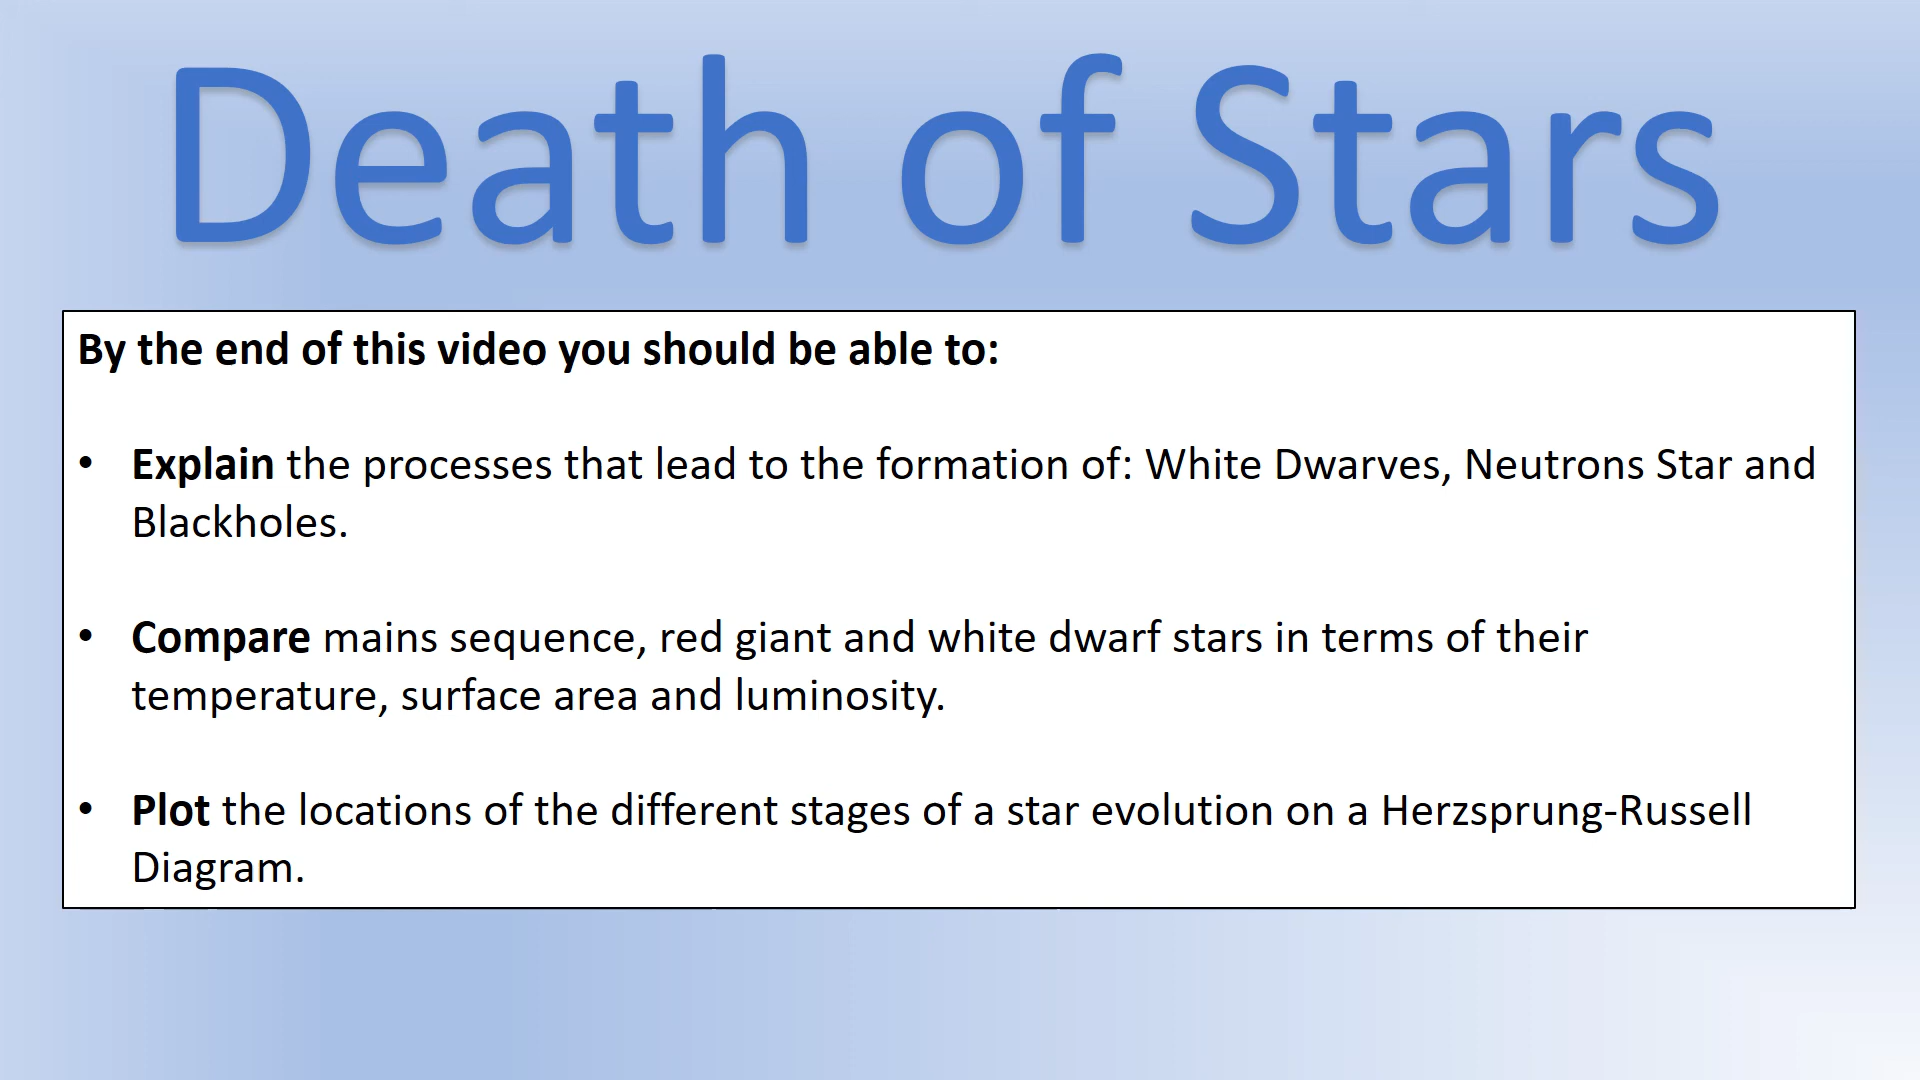 Death of Stars
By the end of this video you should be able to:
• Explain the processes that lead to the formation of: White Dwarves, Neutrons Star and
Blackholes.
• Compare mains sequence, red giant and white dwarf stars in terms of their
temperature, surface area and luminosity.
• Plot the locations of the different stages of a star evolution on a Herzsprung-Russell
Diagram.